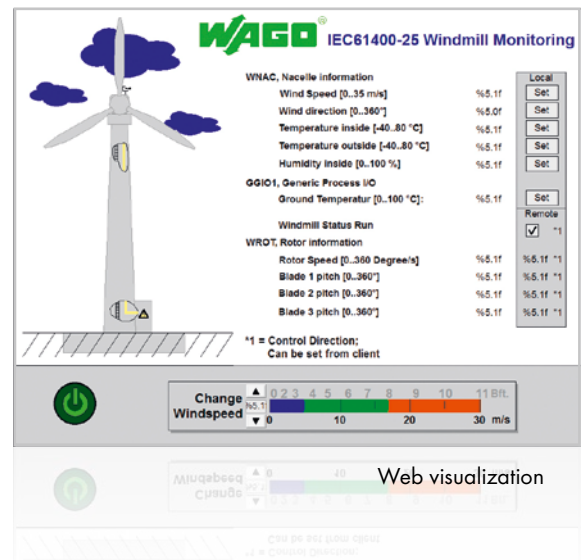 WAGO® IEC61400-25 Windmill Monitoring
WNAC, Nacelle information Local
Wind Speed [0..35 m/s] %5.1f Set
Wind direction [0..360°] %5.0f Set
Temperature inside [-40..80 °C] %5.1f Set
Temperature outside [-40..80 °C] %5.1f Set
Humidity inside [0..100 %] %5.1f Set
GGIO1, Generic Process I/O
Ground Temperatur [0..100 °C]: %5.1f Set
Remote
Windmill Status Run *1
WROT, Rotor information
Rotor Speed [0..360 Degree/s] %5.1f %5.1f *1
Blade 1 pitch [0..360°] %5.1f %5.1f *1
Blade 2 pitch [0..360°] %5.1f %5.1f *1
Blade 3 pitch [0..360°] %5.1f %5.1f *1
*1 = Control Direction;
Can be set from client
Change 0 2 3 4 5 6 7 8 9 10 11 Bft.
Windspeed %5.1 0 10 20 30 m/s
Web visualization